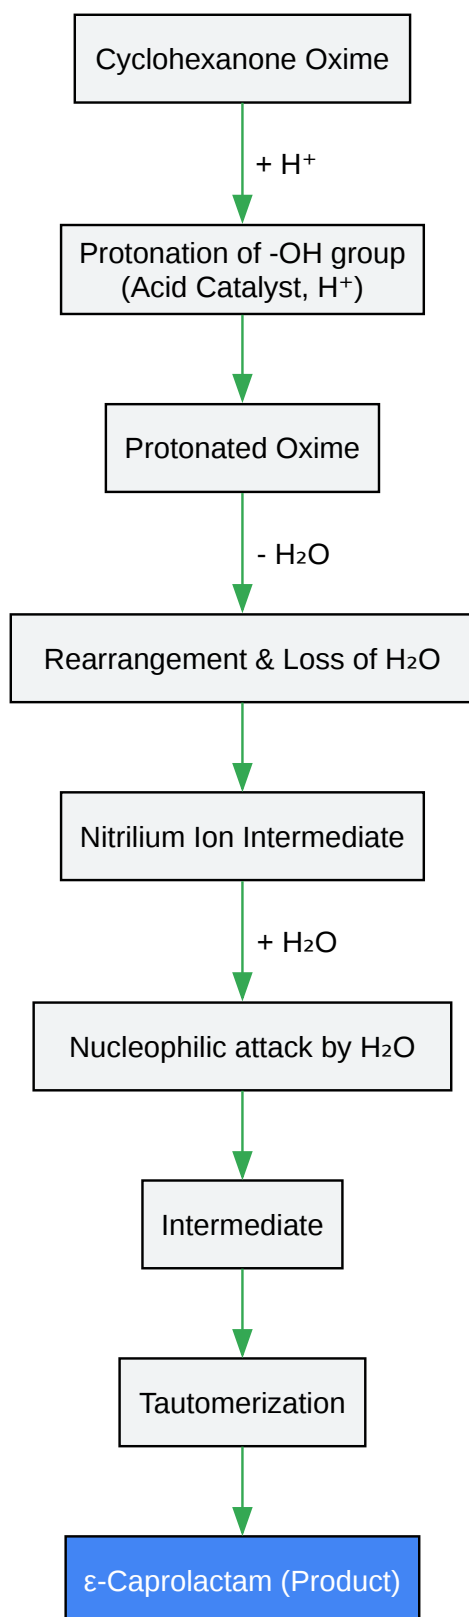 Cyclohexanone Oxime
+ H⁺
Protonation of -OH group
(Acid Catalyst, H⁺)
Protonated Oxime
- H₂O
Rearrangement & Loss of H₂O
Nitrilium Ion Intermediate
+ H₂O
Nucleophilic attack by H₂O
Intermediate
Tautomerization
ε-Caprolactam (Product)